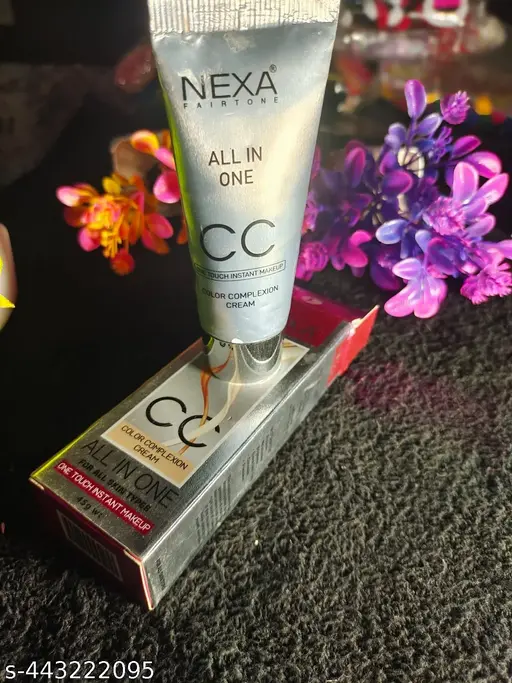 NEXA®
FAIRTONE
ALL IN
ONE
CC
ONE TOUCH INSTANT MAKEUP
COLOR COMPLEXION
CREAM
CC
COLOR COMPLEXION
CREAM
ALL IN ONE
FOR ALL SKIN TYPES
ONE TOUCH INSTANT MAKEUP
s-443222095